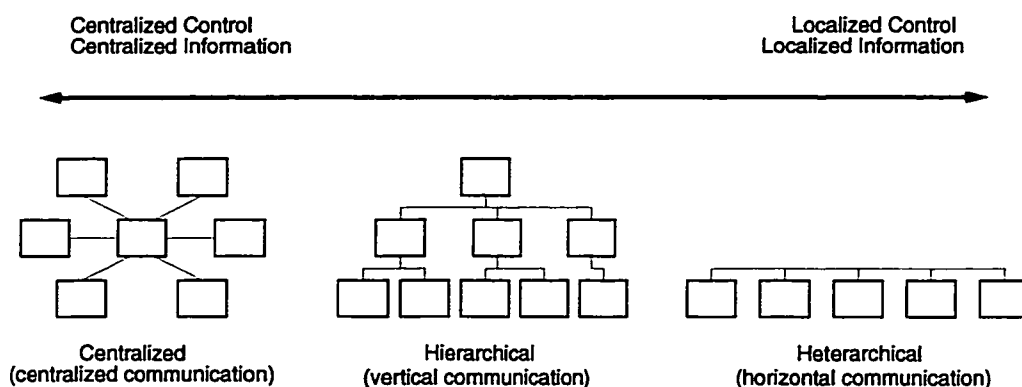 Centralized Control
Centralized Information
Localized Control
Localized Information
Centralized
(centralized communication)
Hierarchical
(vertical communication)
Heterarchical
(horizontal communication)